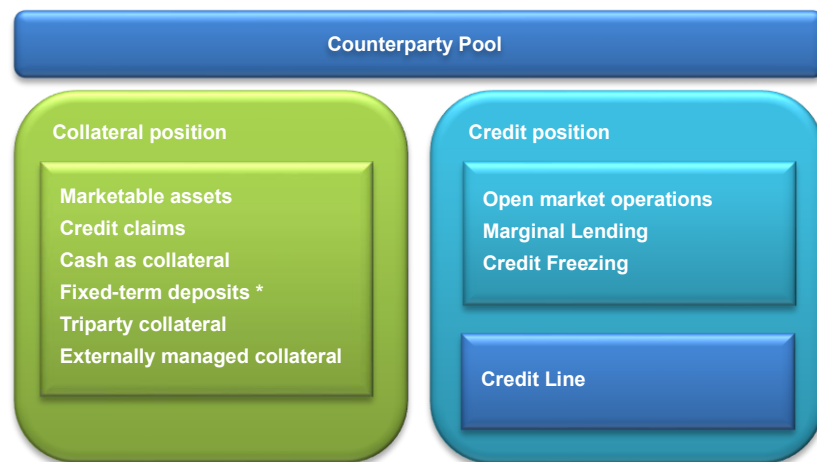 Counterparty Pool
Collateral position
Marketable assets
Credit claims
Cash as collateral
Fixed-term deposits *
Triparty collateral
Externally managed collateral
Credit position
Open market operations
Marginal Lending
Credit Freezing
Credit Line